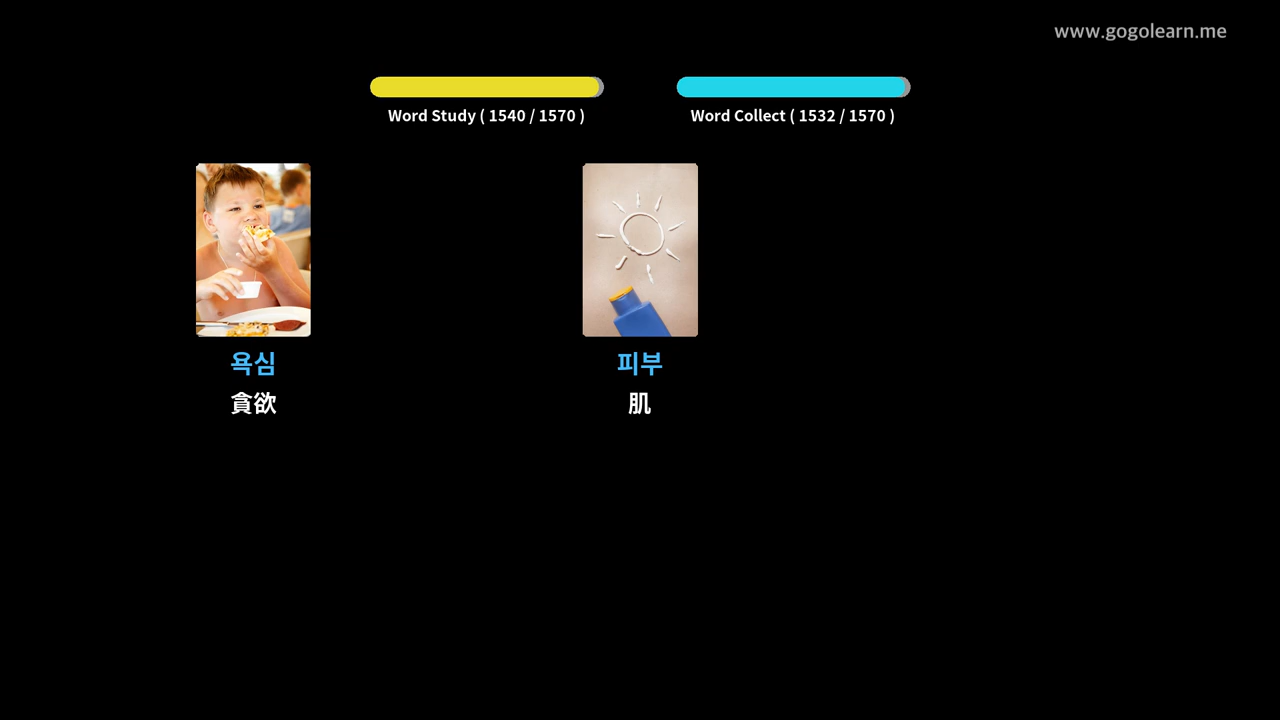 www.gogolearn.me
Word Study ( 1540 / 1570 )
Word Collect ( 1532 / 1570 )
욕심
貪欲
피부
肌